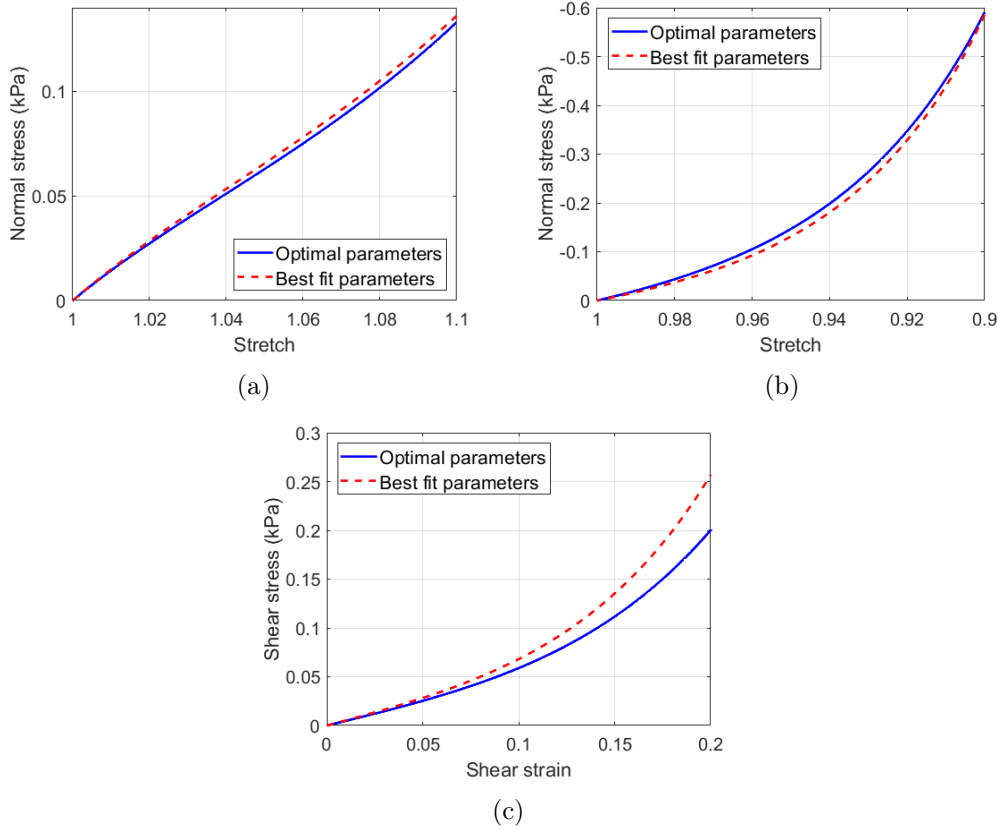 0.1
0.05
0
1
1.02
1.04
1.06
1.08
1.1
Normal stress (kPa)
Stretch
Optimal parameters
Best fit parameters
(a)
-0.6
-0.5
-0.4
-0.3
-0.2
-0.1
0
1
0.98
0.96
0.94
0.92
0.9
Normal stress (kPa)
Stretch
Optimal parameters
Best fit parameters
(b)
0.3
0.25
0.2
0.15
0.1
0.05
0
0
0.05
0.1
0.15
0.2
Shear stress (kPa)
Shear strain
Optimal parameters
Best fit parameters
(c)